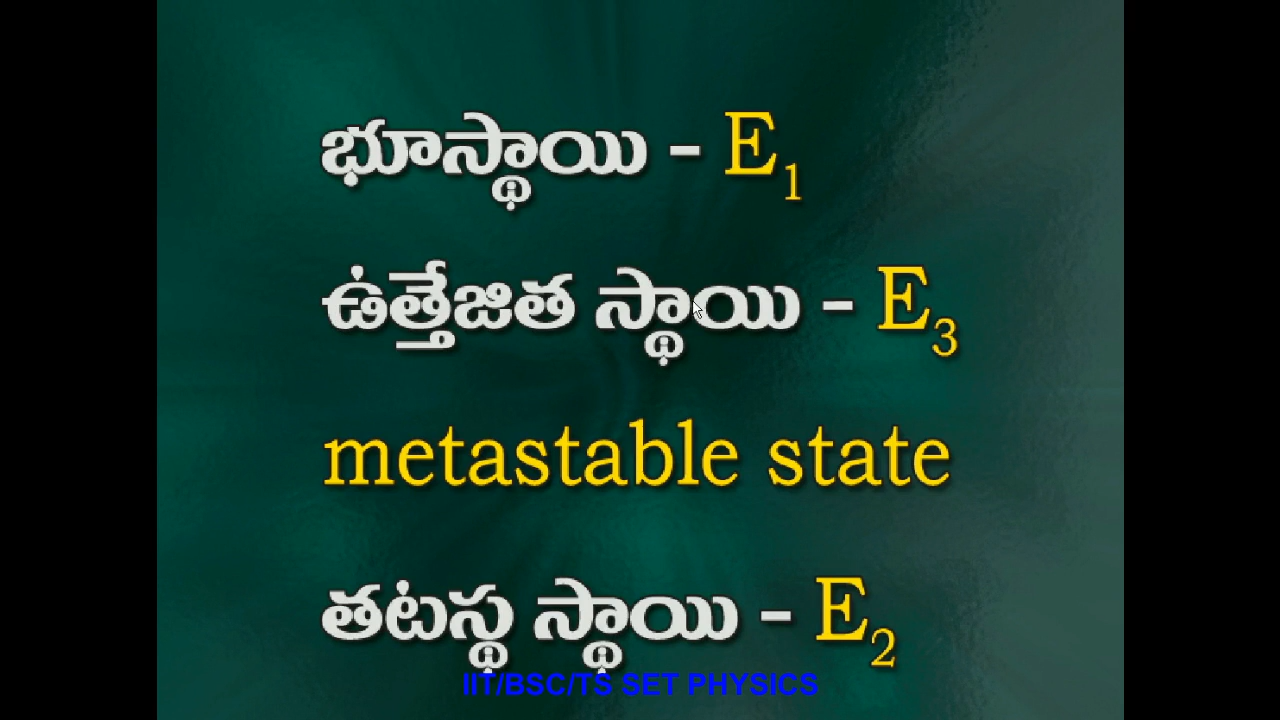 భూస్థాయి - E₁
ఉత్తేజిత స్థాయి - E₃
metastable state
తటస్థ స్థాయి - E₂
IIT/BSC/TS SET PHYSICS